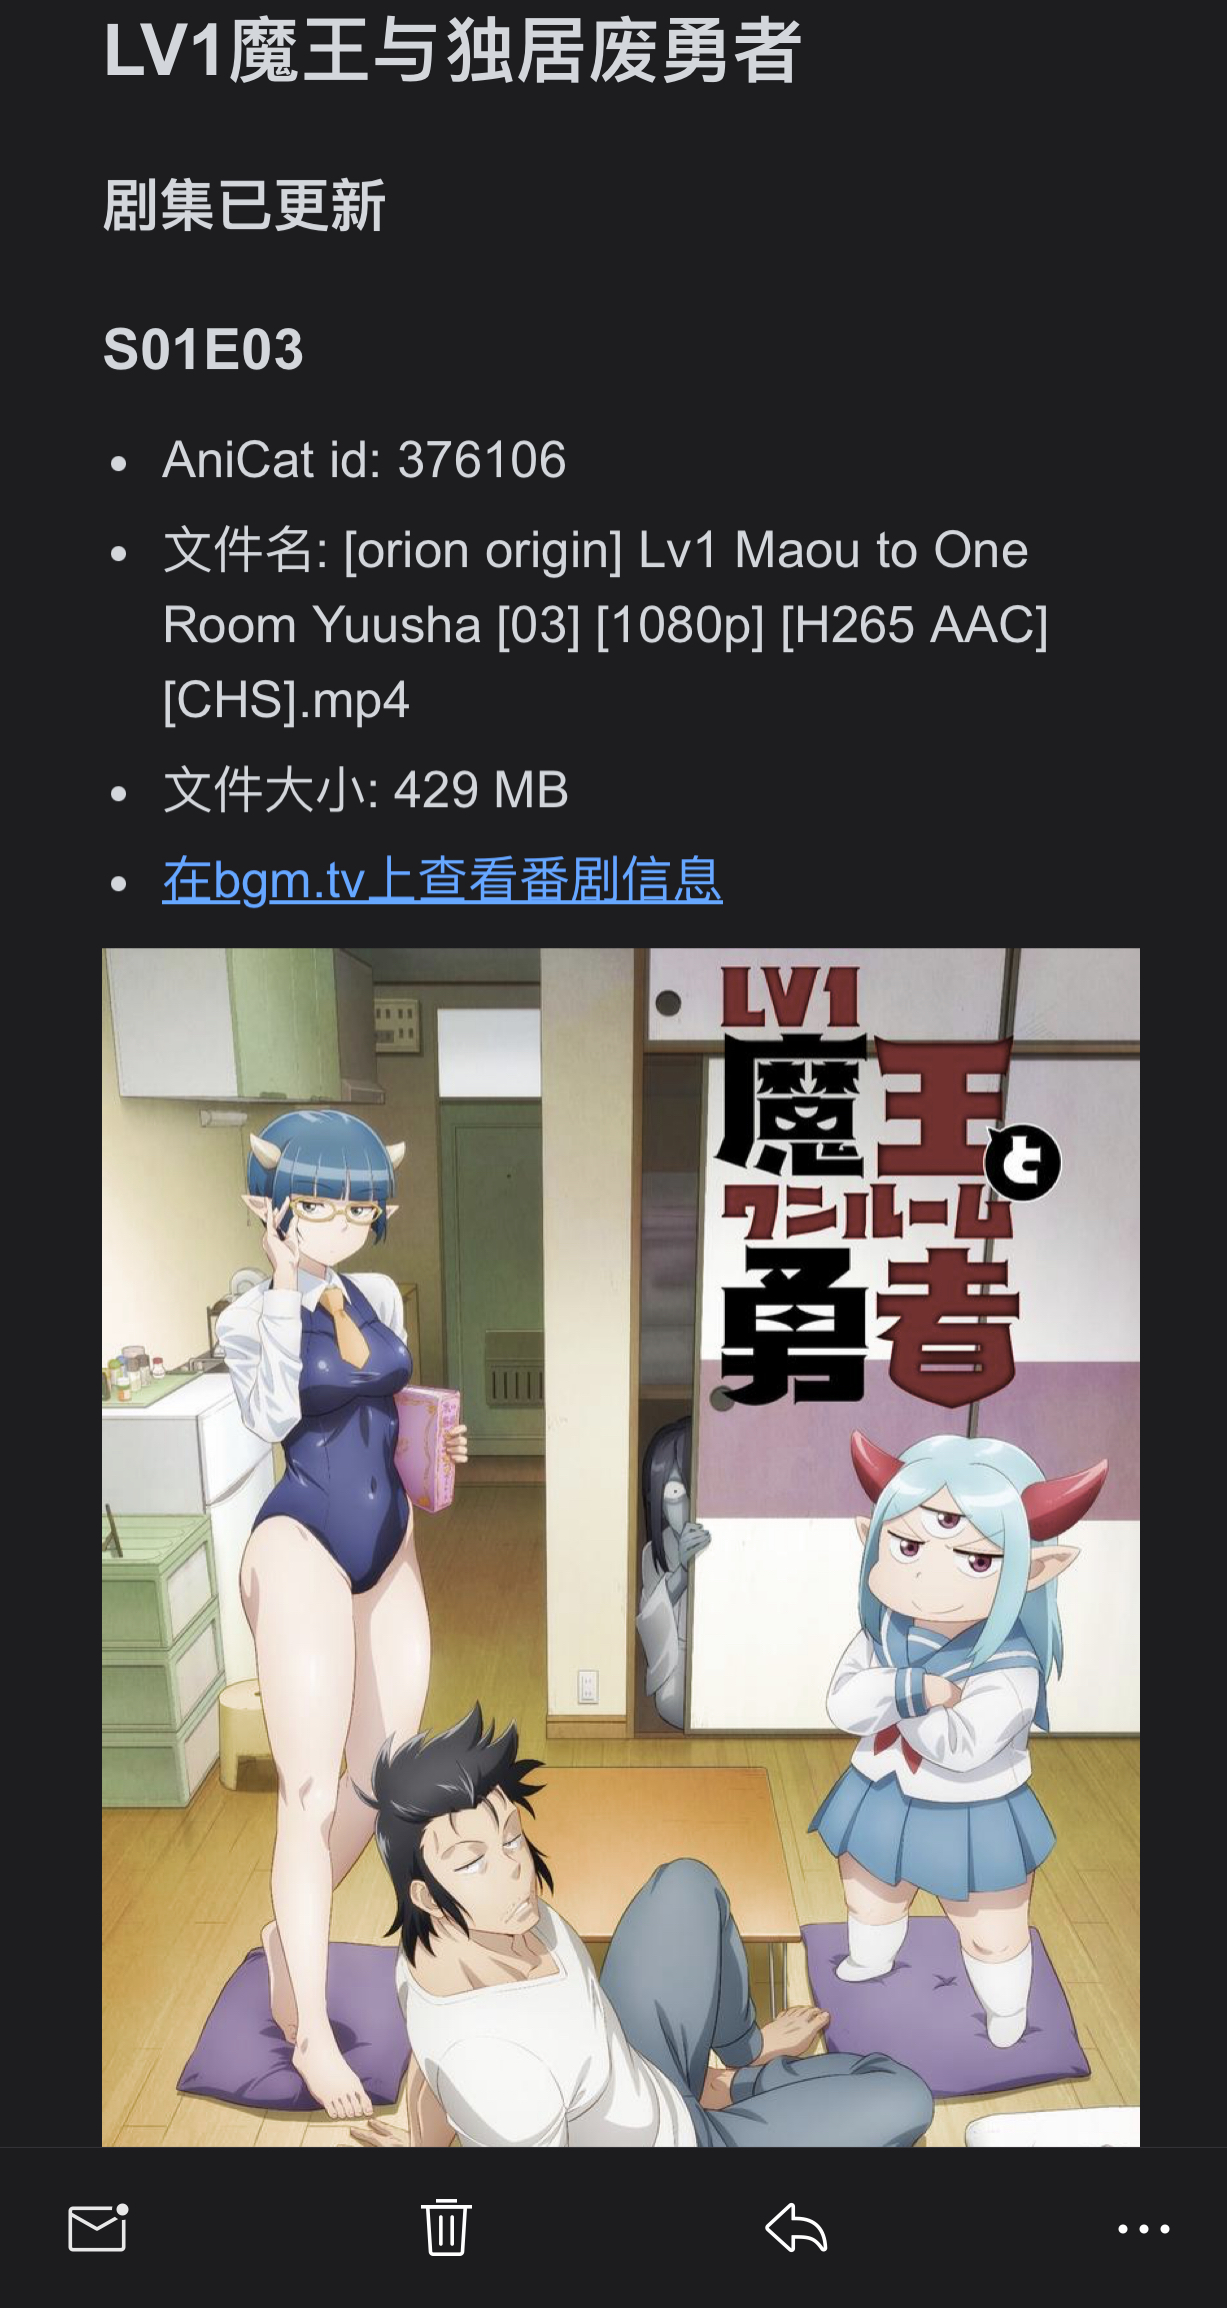 LV1魔王与独居废勇者
剧集已更新
S01E03
AniCat id: 376106
文件名: [orion origin] Lv1 Maou to One
Room Yuusha [03] [1080p] [H265 AAC]
[CHS].mp4
文件大小: 429 MB
在bgm.tv上查看番剧信息
LV1
魔王と
ワンルーム
勇者